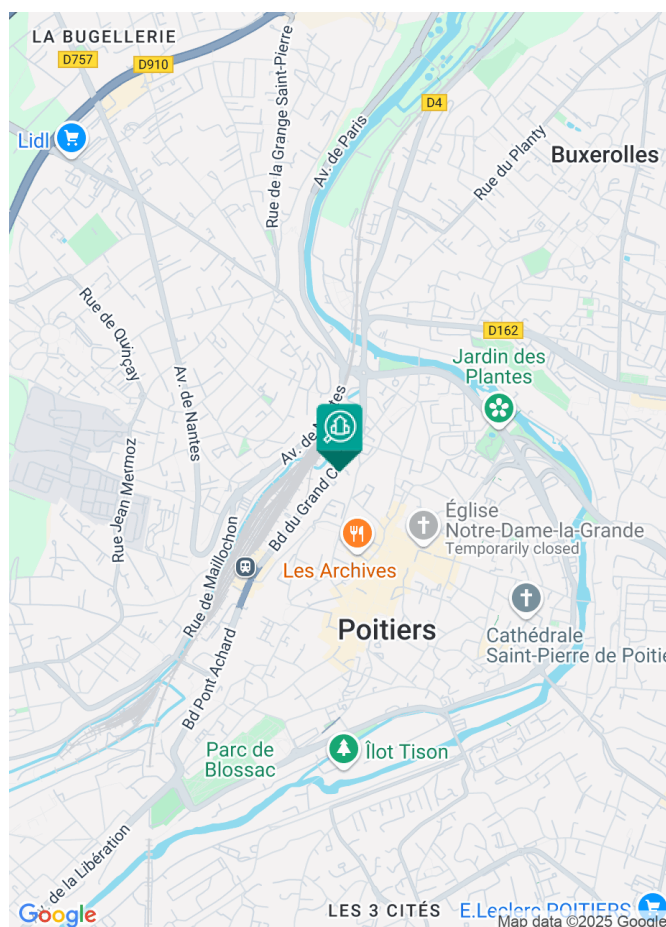 LA BUGELLERIE
D757
D910
Lidl
Rue de la Grange Saint-Pierre
Av. de Paris
D4
Rue du Planty
Buxerolles
Rue de Quinçay
Av. de Nantes
D162
Jardin des
Plantes
Rue Jean Mermoz
Bd du Grand
Rue de Maillochon
Les Archives
Église
Notre-Dame-la-Grande
Temporarily closed
Poitiers
Cathédrale
Saint-Pierre de Poitie
Bd Pont Achard
Parc de
Blossac
Îlot Tison
de la Libération
LES 3 CITÉS
E.Leclerc POITIERS
Google
Map data ©2025 Google